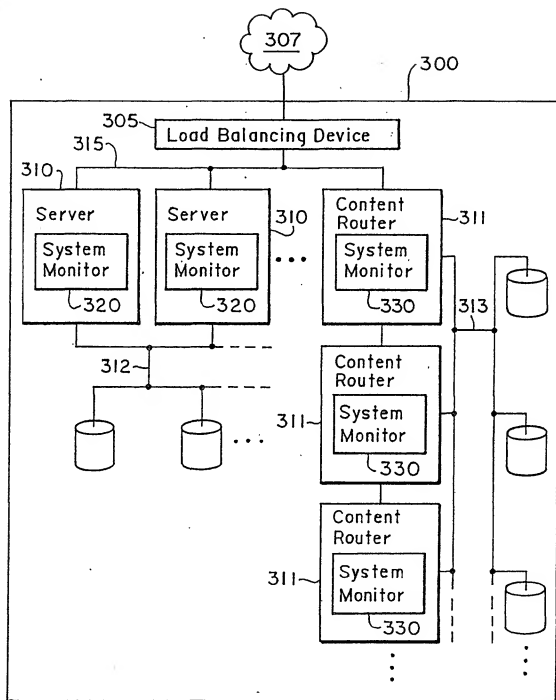 307
300
305
Load Balancing Device
315
310
Server
System
Monitor
320
Server
310
System
Monitor
320
Content
Router
311
System
Monitor
330
313
312
Content
Router
311
System
Monitor
330
Content
Router
311
System
Monitor
330